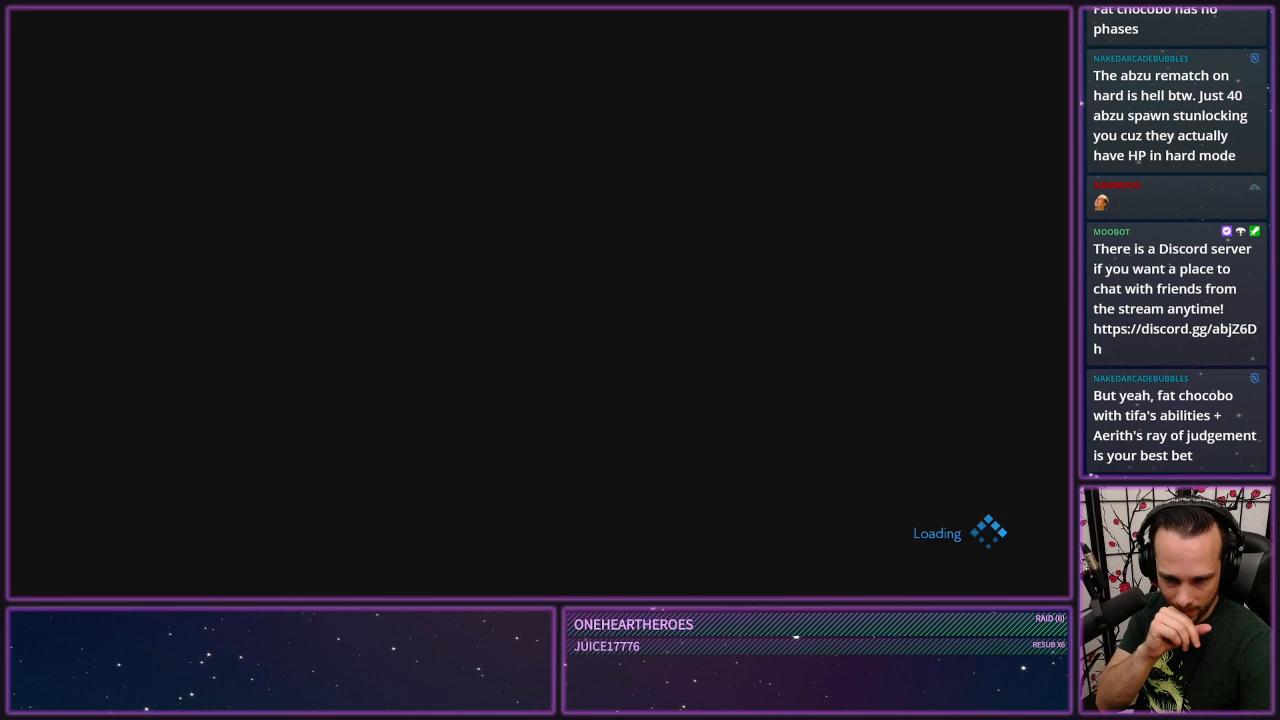 Fat chocobo has no
phases
NAKEDARCADEBUBBLES
The abzu rematch on
hard is hell btw. Just 40
abzu spawn stunlocking
you cuz they actually
have HP in hard mode
MOOBOT
There is a Discord server
if you want a place to
chat with friends from
the stream anytime!
https://discord.gg/abjZ6D
h
NAKEDARCADEBUBBLES
But yeah, fat chocobo
with tifa's abilities +
Aerith's ray of judgement
is your best bet
Loading
ONEHEARTHEROES RAID (6)
JUICE17776 RESUB X6